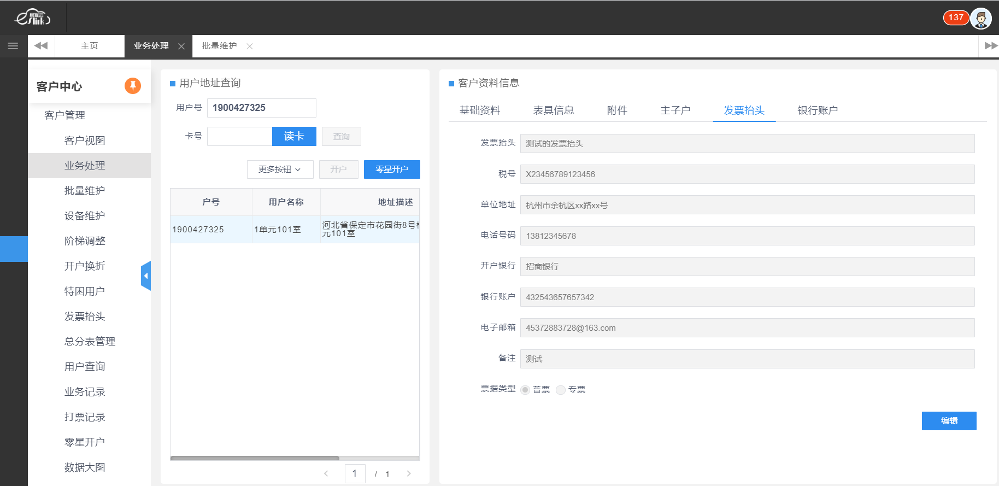 易联云
elink
137
主页
业务处理
批量维护
客户中心
客户管理
客户视图
业务处理
批量维护
设备维护
阶梯调整
开户换折
特困用户
发票抬头
总分表管理
用户查询
业务记录
打票记录
零星开户
数据大图
用户地址查询
用户号 1900427325
卡号 读卡 查询
更多按钮 开户 零星开户
户号 用户名称 地址描述
1900427325 1单元101室 河北省保定市花园街8号
元101室
1 / 1
客户资料信息
基础资料 表具信息 附件 主子户 发票抬头 银行账户
发票抬头 测试的发票抬头
税号 X23456789123456
单位地址 杭州市余杭区xx路xx号
电话号码 13812345678
开户银行 招商银行
银行账户 432543657657342
电子邮箱 45372883728@163.com
备注 测试
票据类型 普票 专票
编辑